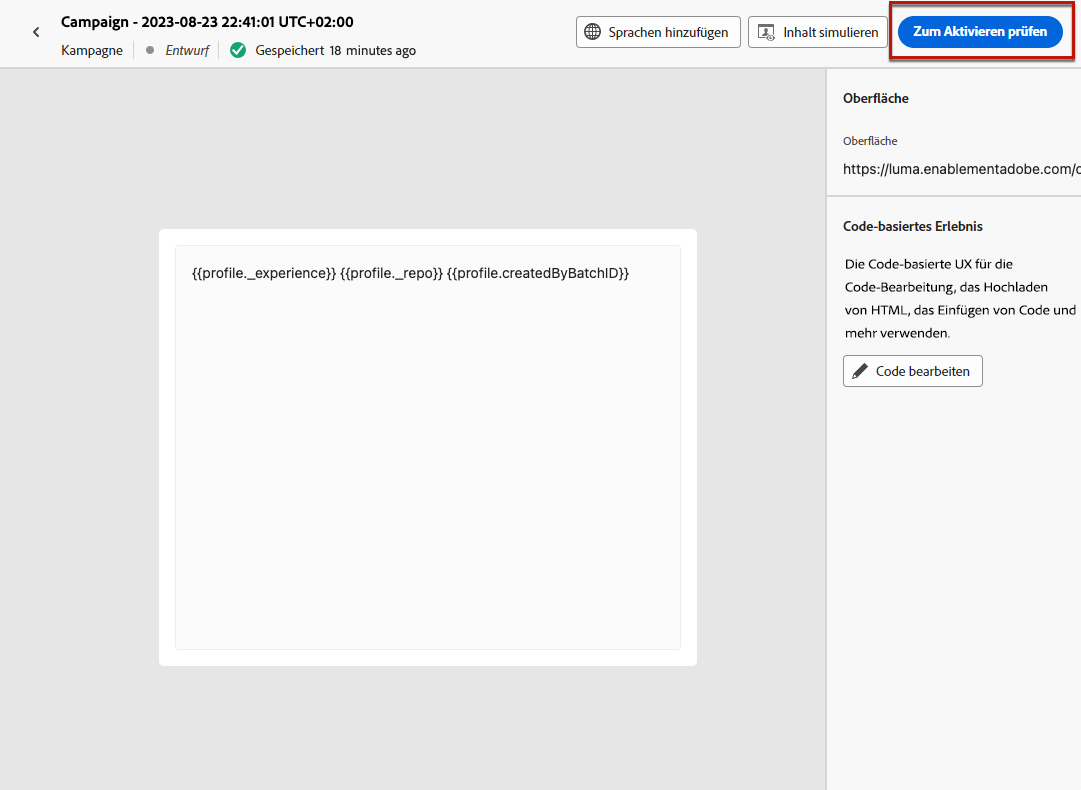 Campaign - 2023-08-23 22:41:01 UTC+02:00
Kampagne Entwurf Gespeichert 18 minutes ago
Sprachen hinzufügen
Inhalt simulieren
Zum Aktivieren prüfen
{{profile._experience}} {{profile._repo}} {{profile.createdByBatchID}}
Oberfläche
Oberfläche
https://luma.enablementadobe.com/c
Code-basiertes Erlebnis
Die Code-basierte UX für die
Code-Bearbeitung, das Hochladen
von HTML, das Einfügen von Code und
mehr verwenden.
Code bearbeiten